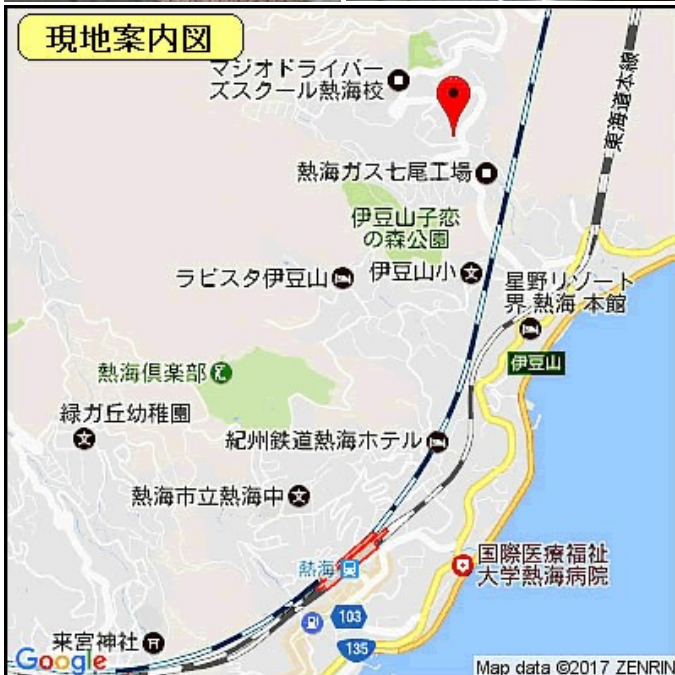 現地案内図
マジオドライバー
ズスクール熱海校
東海道本線
熱海ガス七尾工場
伊豆山子恋
の森公園
ラビスタ伊豆山
伊豆山小
星野リゾート
界 熱海 本館
伊豆山
熱海倶楽部
緑ガ丘幼稚園
紀州鉄道熱海ホテル
熱海市立熱海中
国際医療福祉
大学熱海病院
熱海
103
来宮神社
135
Google
Map data ©2017 ZENRIN